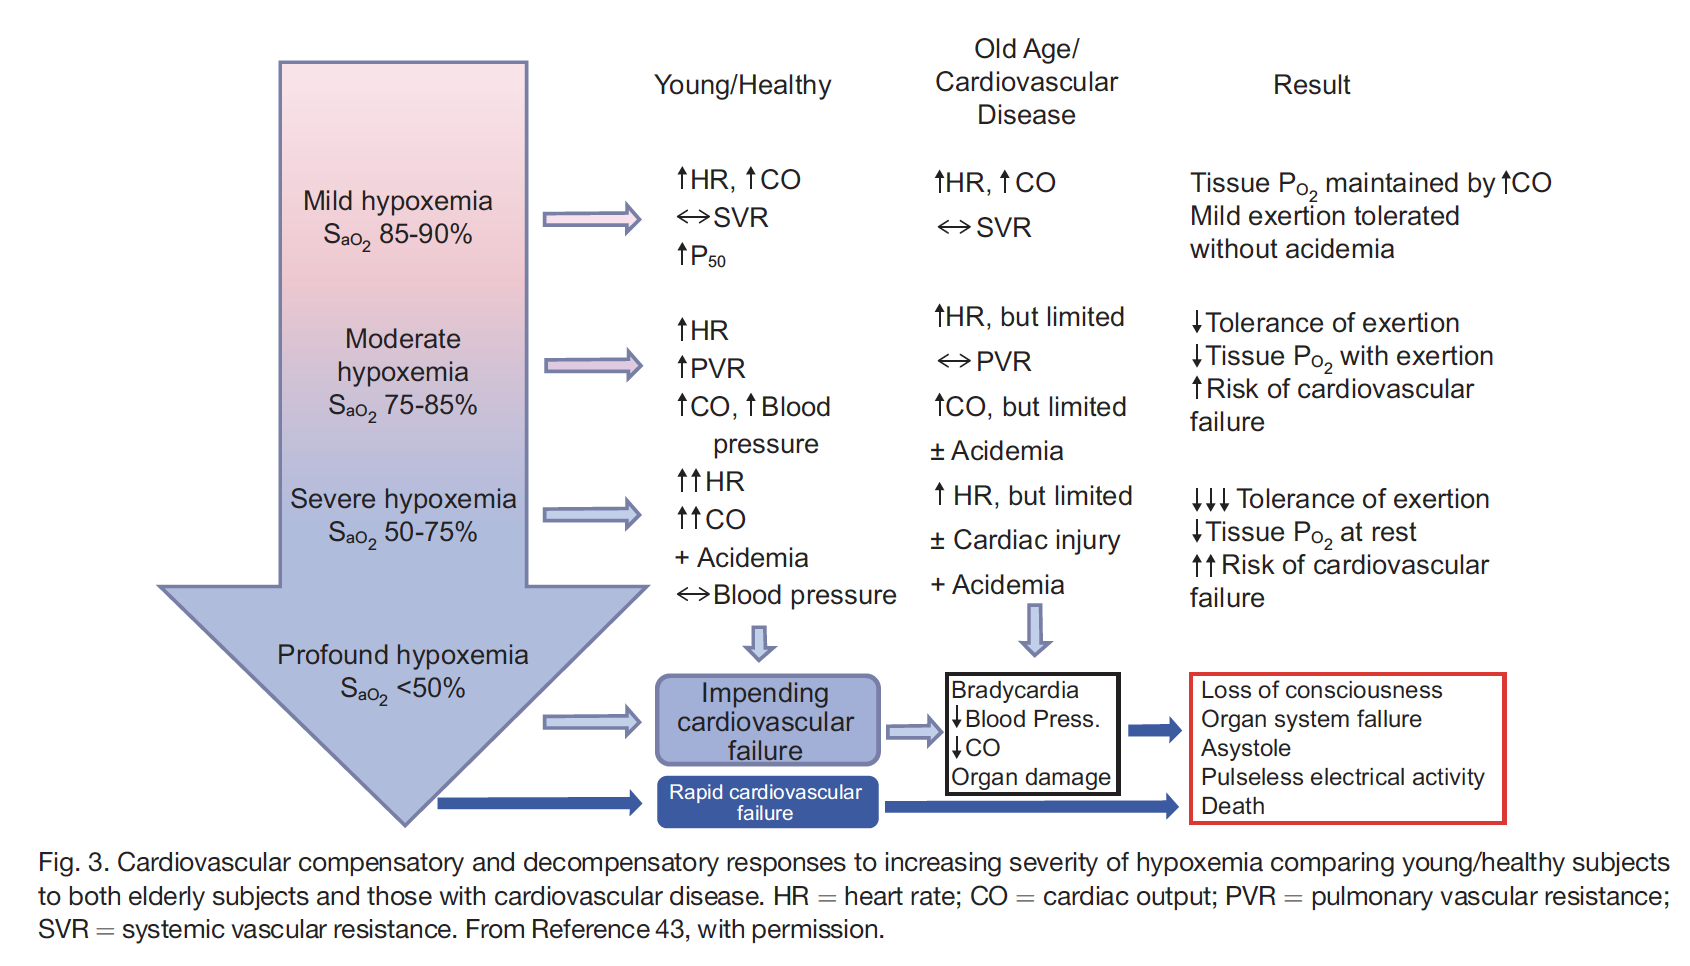 Young/Healthy
Old Age/
Cardiovascular
Disease
Result
Mild hypoxemia
SaO2 85-90%
↑HR, ↑CO
↔SVR
↑P50
↑HR, ↑CO
↔SVR
Tissue PO2 maintained by ↑CO
Mild exertion tolerated
without acidemia
Moderate
hypoxemia
SaO2 75-85%
↑HR
↑PVR
↑CO, ↑Blood
pressure
↑HR, but limited
↔PVR
↑CO, but limited
± Acidemia
↓Tolerance of exertion
↓Tissue PO2 with exertion
↑Risk of cardiovascular
failure
Severe hypoxemia
SaO2 50-75%
↑↑HR
↑↑CO
+ Acidemia
↔Blood pressure
↑ HR, but limited
± Cardiac injury
+ Acidemia
↓↓↓ Tolerance of exertion
↓Tissue PO2 at rest
↑↑Risk of cardiovascular
failure
Profound hypoxemia
SaO2 <50%
Impending
cardiovascular
failure
Bradycardia
↓Blood Press.
↓CO
Organ damage
Loss of consciousness
Organ system fallure
Asystole
Pulseless electrical activity
Death
Rapid cardiovascular
failure
Fig. 3. Cardiovascular compensatory and decompensatory responses to increasing severity of hypoxemia comparing young/healthy subjects
to both elderly subjects and those with cardiovascular disease. HR = heart rate; CO = cardiac output; PVR = pulmonary vascular resistance;
SVR = systemic vascular resistance. From Reference 43, with permission.